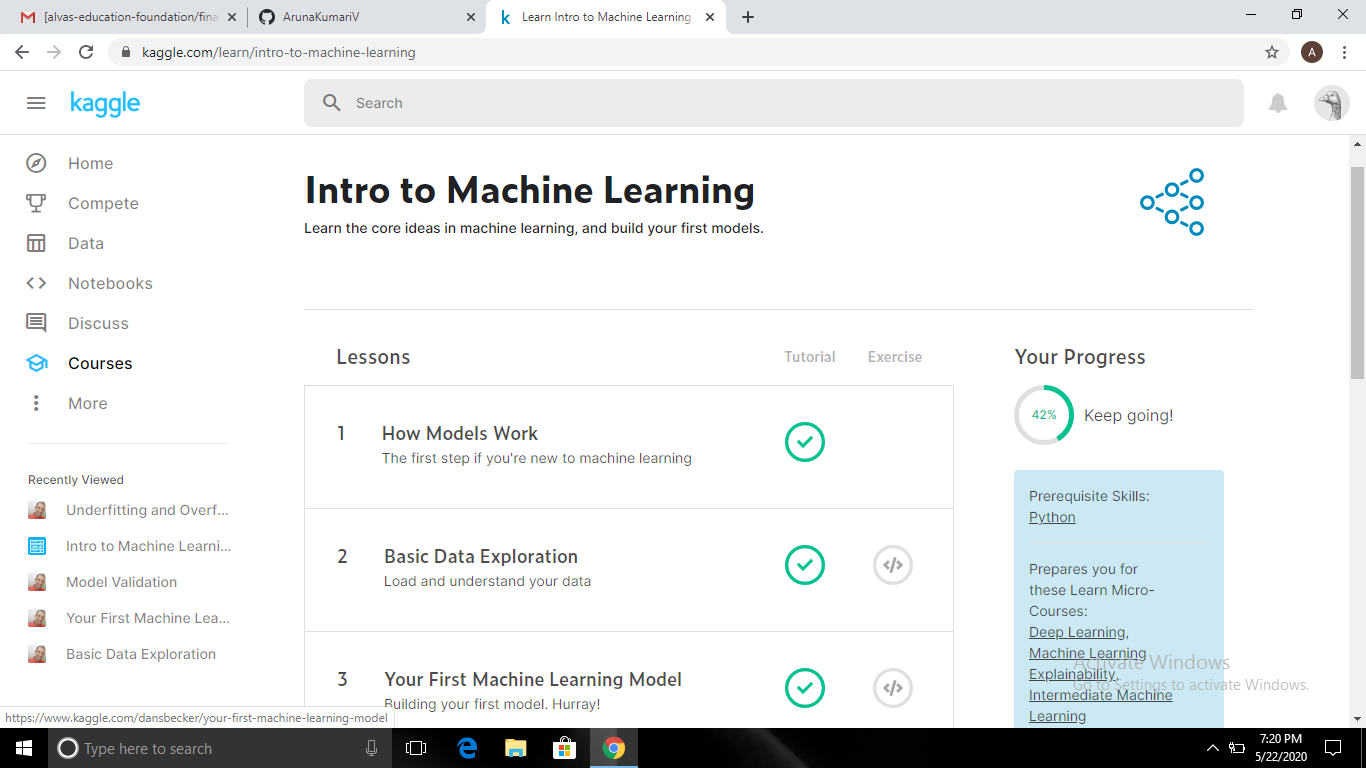 [alvas-education-foundation/fina
ArunaKumariV
Learn Intro to Machine Learning
kaggle.com/learn/intro-to-machine-learning
A
kaggle
Search
Home
Compete
Data
Notebooks
Discuss
Courses
More
Recently Viewed
Underfitting and Overf...
Intro to Machine Learni...
Model Validation
Your First Machine Lea...
Basic Data Exploration
Intro to Machine Learning
Learn the core ideas in machine learning, and build your first models.
Lessons
Tutorial
Exercise
1
How Models Work
The first step if you're new to machine learning
2
Basic Data Exploration
Load and understand your data
3
Your First Machine Learning Model
Building your first model. Hurray!
Your Progress
42%
Keep going!
Prerequisite Skills:
Python
Prepares you for
these Learn Micro-
Courses:
Deep Learning,
Machine Learning
Explainability,
Intermediate Machine
Learning
Activate Windows
Go to Settings to activate Windows.
https://www.kaggle.com/dansbecker/your-first-machine-learning-model
Type here to search
7:20 PM
5/22/2020